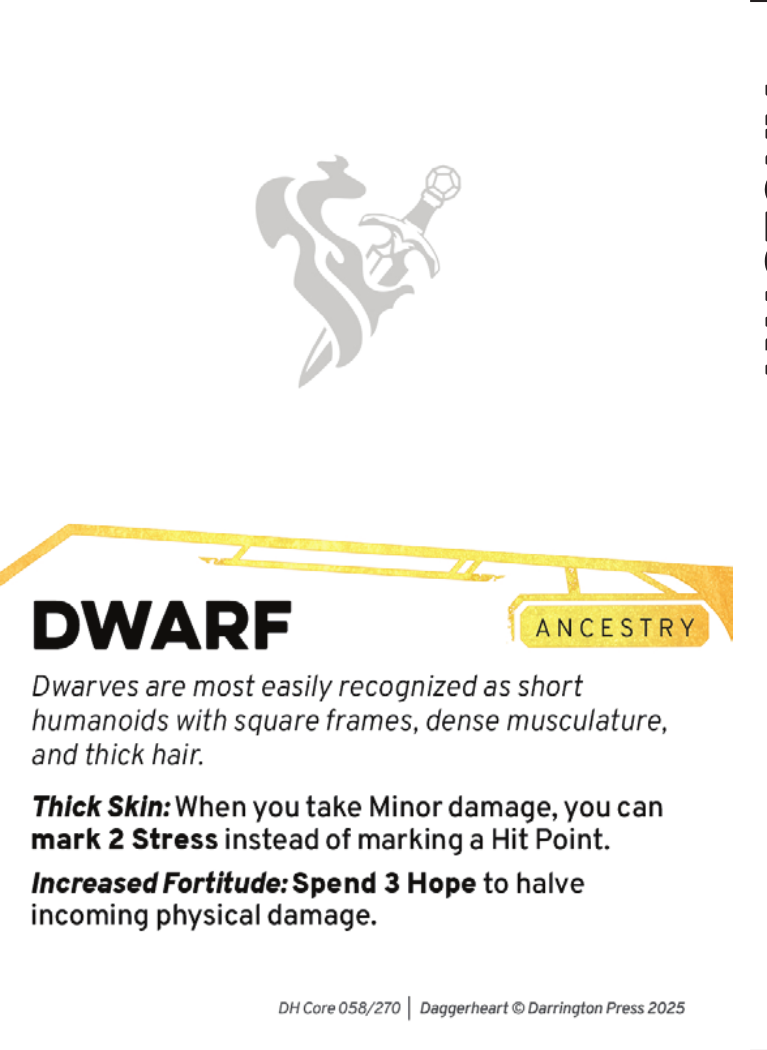 DWARF
ANCESTRY
Dwarves are most easily recognized as short
humanoids with square frames, dense musculature,
and thick hair.
Thick Skin: When you take Minor damage, you can
mark 2 Stress instead of marking a Hit Point.
Increased Fortitude: Spend 3 Hope to halve
incoming physical damage.
DH Core 058/270 | Daggerheart © Darrington Press 2025